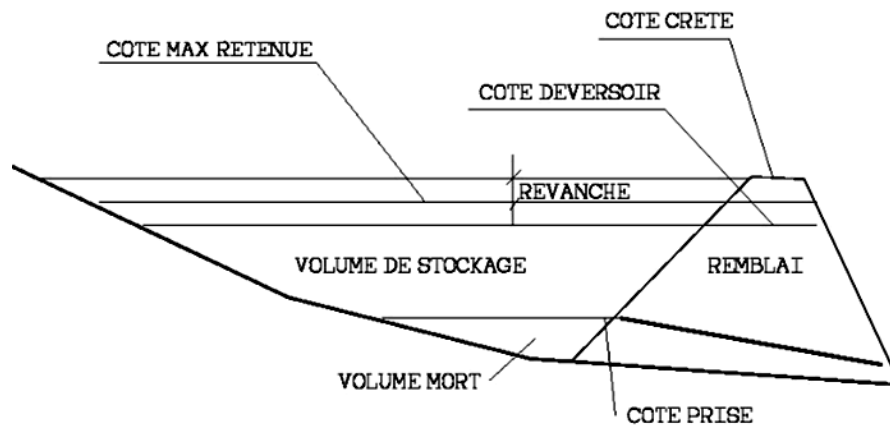 COTE CRETE
COTE MAX RETENUE
COTE DEVERSOIR
REVANCHE
VOLUME DE STOCKAGE
REMBLAI
VOLUME MORT
COTE PRISE